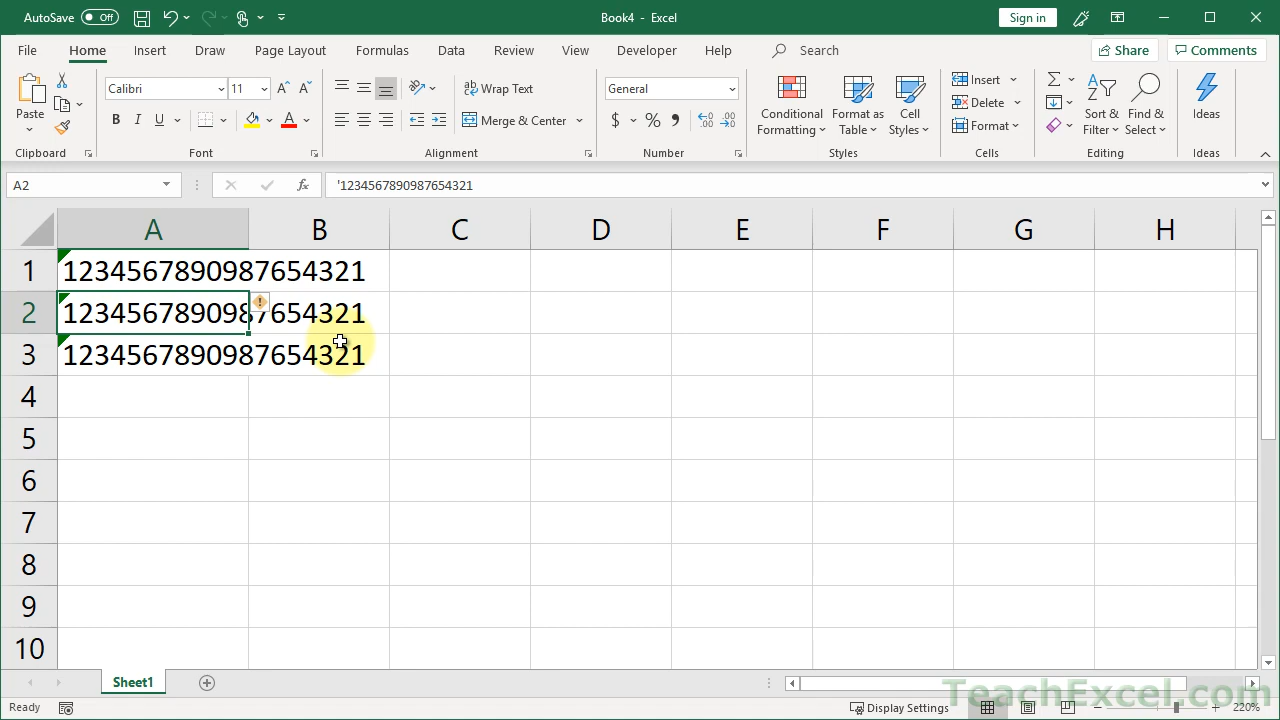 AutoSave Off Book4 - Excel Sign in
File Home Insert Draw Page Layout Formulas Data Review View Developer Help Search Share Comments
Paste Calibri 11 Wrap Text General Conditional Formatting Format as Table Cell Styles Insert Sort & Filter Find & Select Ideas
B I U Merge & Center $ % Delete
Format
Clipboard Font Alignment Number Styles Cells Editing Ideas
A2 fx '1234567890987654321
A B C D E F G H
1 1234567890987654321
2 1234567890987654321
3 1234567890987654321
4
5
6
7
8
9
10
Sheet1
TeachExcel.com
Ready Display Settings 220%